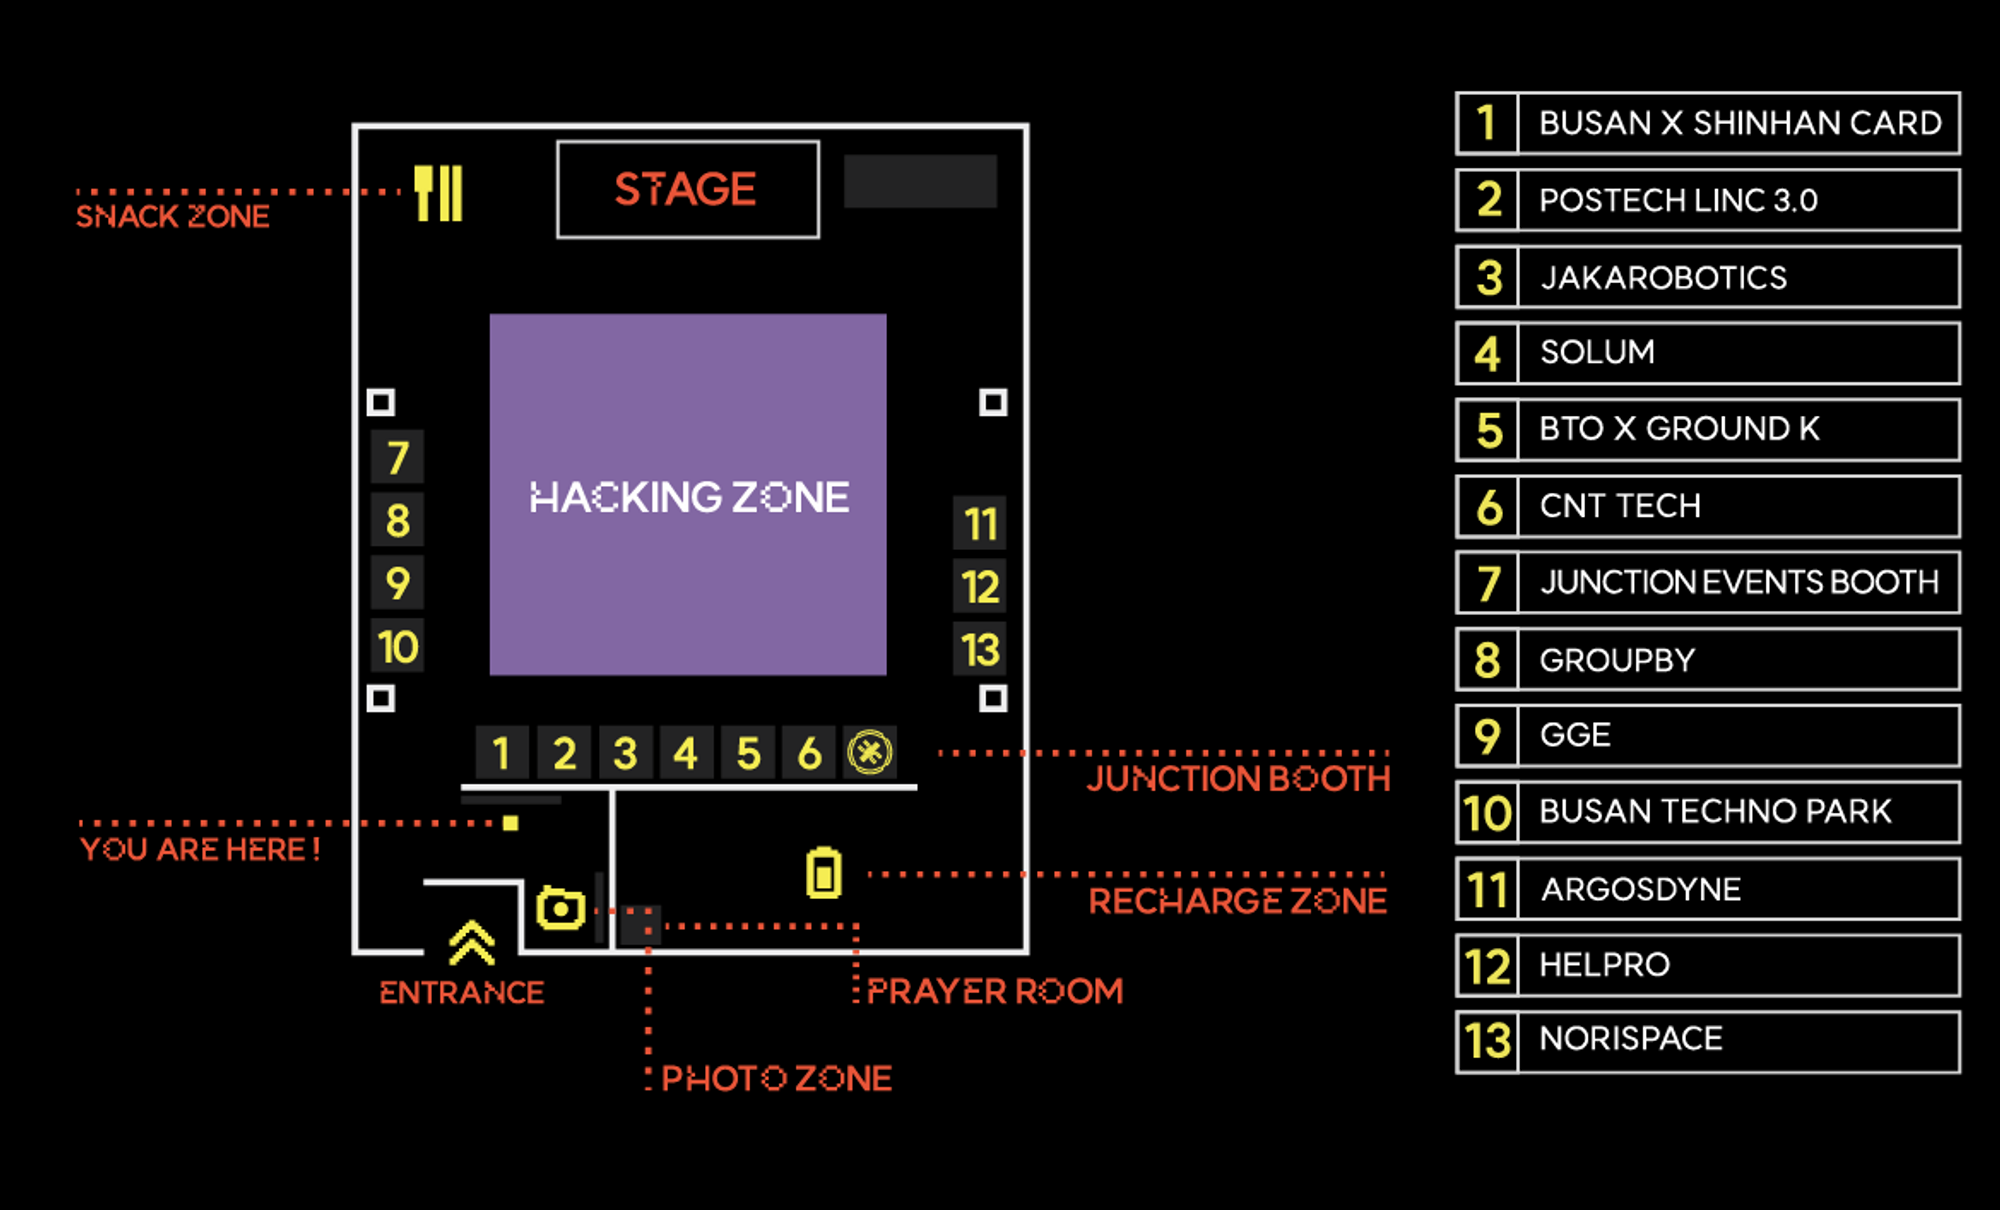 STAGE
SNACK ZONE
HACKING ZONE
7
8
9
10
11
12
13
1 2 3 4 5 6
JUNCTION BOOTH
YOU ARE HERE !
RECHARGE ZONE
ENTRANCE
PRAYER ROOM
PHOTO ZONE
1 BUSAN X SHINHAN CARD
2 POSTECH LINC 3.0
3 JAKAROBOTICS
4 SOLUM
5 BTO X GROUND K
6 CNT TECH
7 JUNCTION EVENTS BOOTH
8 GROUPBY
9 GGE
10 BUSAN TECHNO PARK
11 ARGOSDYNE
12 HELPRO
13 NORISPACE